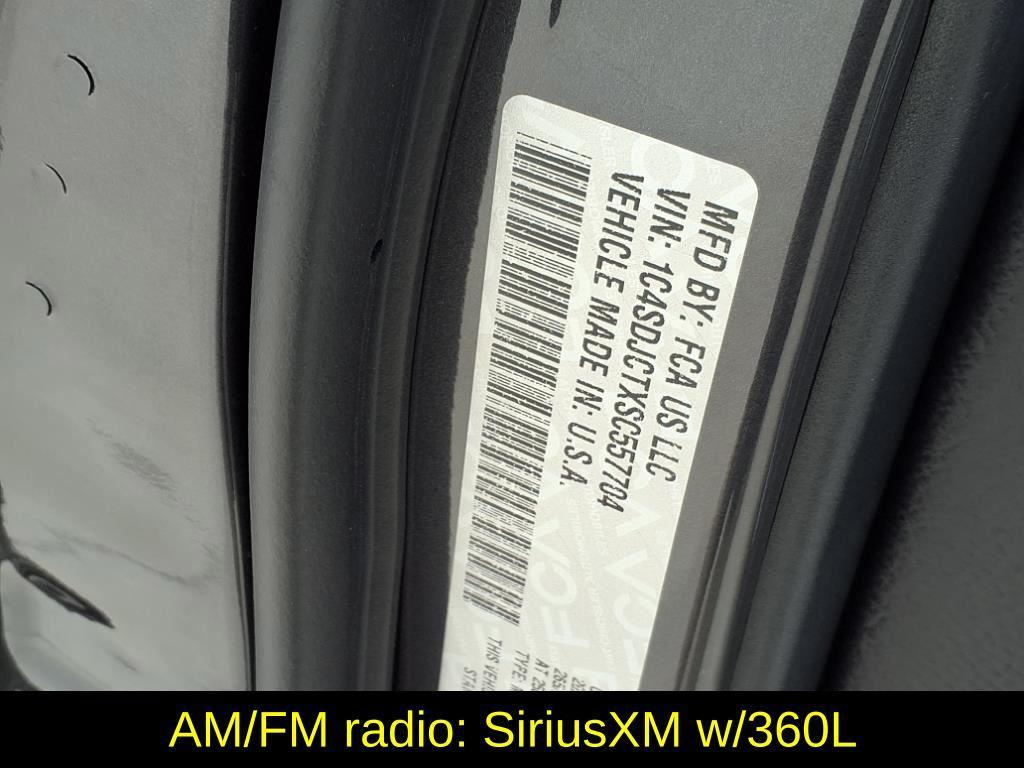 MFD BY: FCA US LLC
VIN: 1C4SDJCTXSC557704
VEHICLE MADE IN: U.S.A.
AM/FM radio: SiriusXM w/360L